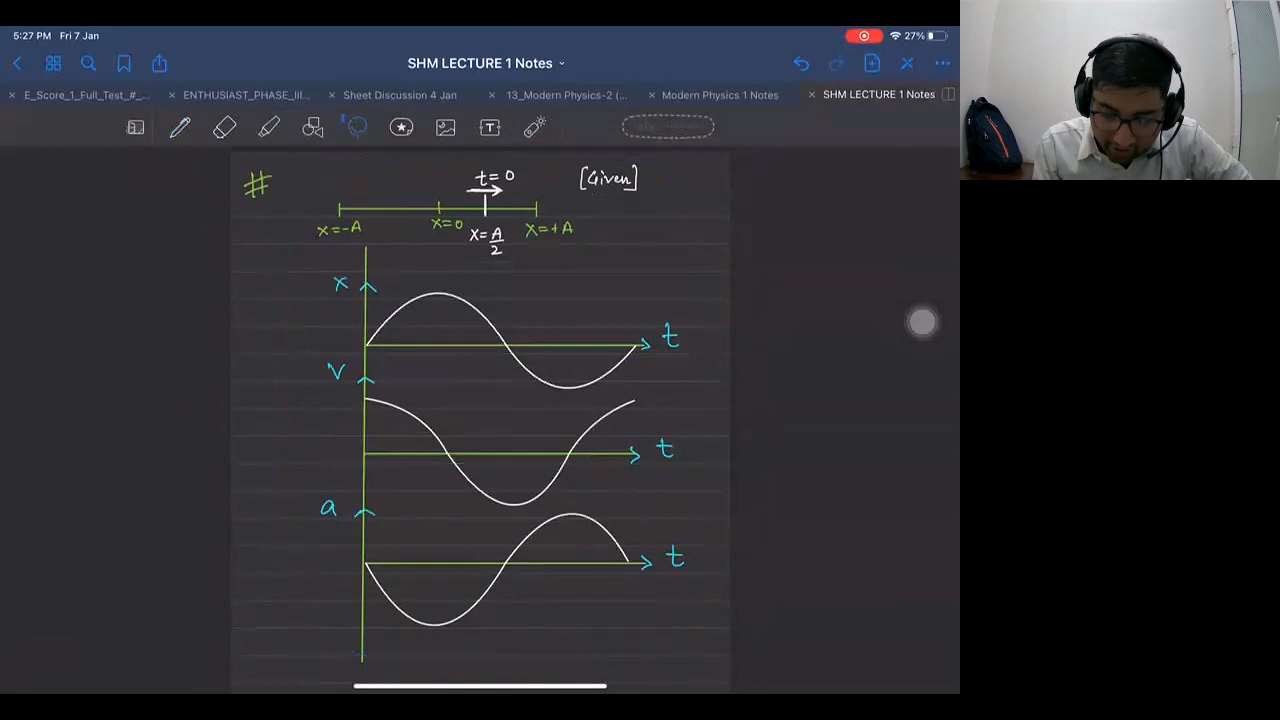 5:27 PM Fri 7 Jan
27%
SHM LECTURE 1 Notes
E_Score_1_Full_Test_#_...
ENTHUSIAST_PHASE_III...
Sheet Discussion 4 Jan
13_Modern Physics-2 (...
Modern Physics 1 Notes
SHM LECTURE 1 Notes
# t=0 [Given]
x=-A x=0 x=A/2 x=+A
x
t
v
t
a
t